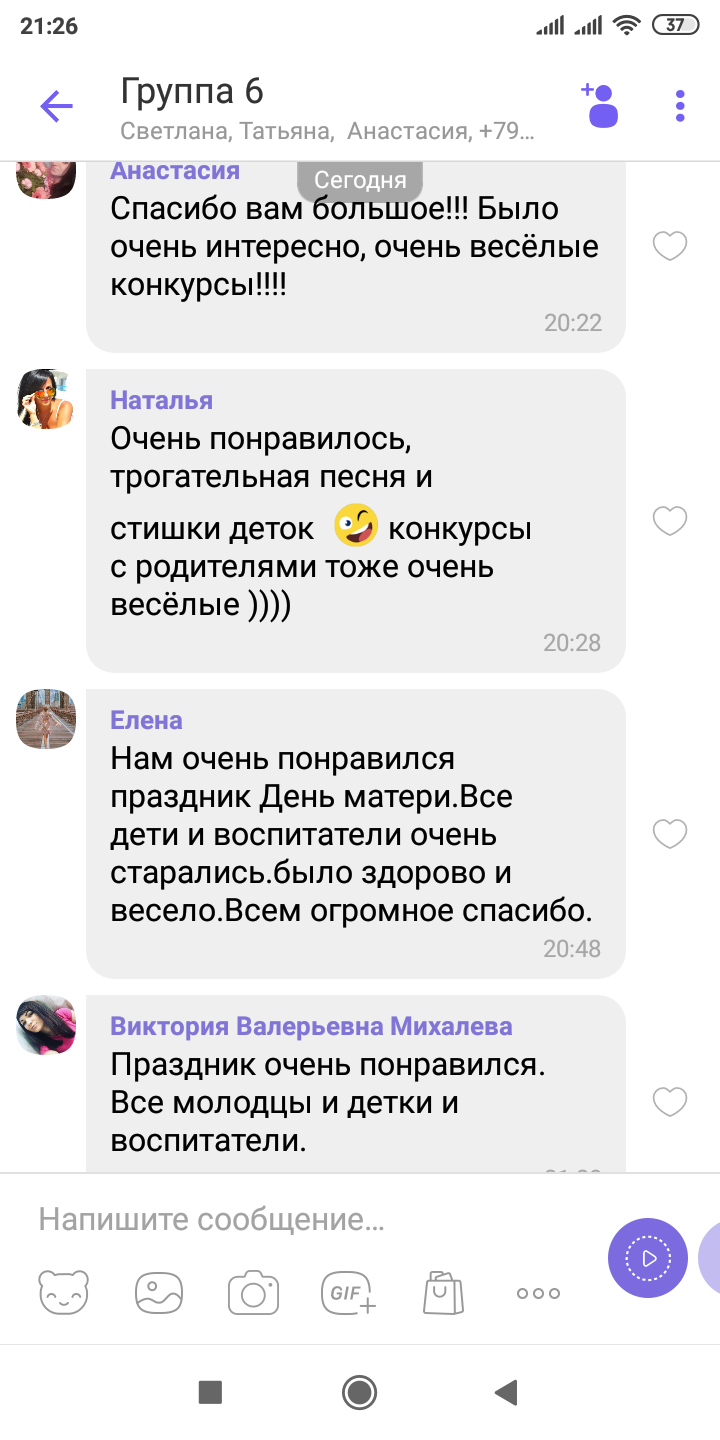 21:26
37
Группа 6
Светлана, Татьяна, Анастасия, +79...
Анастасия
Сегодня
Спасибо вам большое!!! Было
очень интересно, очень весёлые
конкурсы!!!!
20:22
Наталья
Очень понравилось,
трогательная песня и
стишки деток 😜 конкурсы
с родителями тоже очень
весёлые ))))
20:28
Елена
Нам очень понравился
праздник День матери.Все
дети и воспитатели очень
старались.было здорово и
весело.Всем огромное спасибо.
20:48
Виктория Валерьевна Михалева
Праздник очень понравился.
Все молодцы и детки и
воспитатели.
Напишите сообщение...
GIF